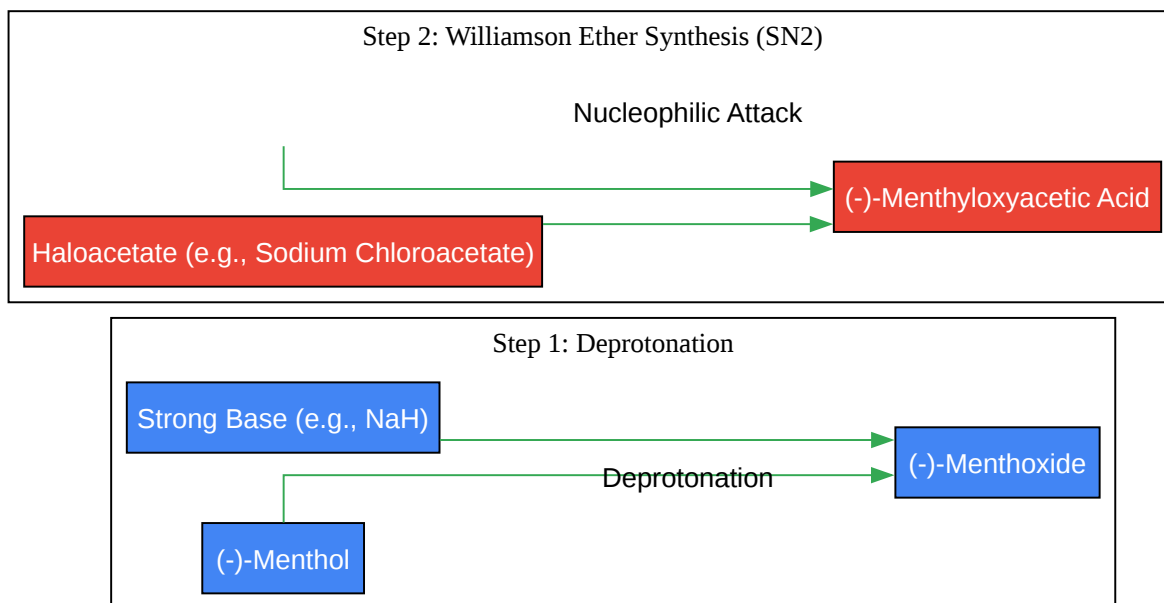 Step 2: Williamson Ether Synthesis (SN2)
Nucleophilic Attack
(-)-Menthyloxyacetic Acid
Haloacetate (e.g., Sodium Chloroacetate)
Step 1: Deprotonation
Strong Base (e.g., NaH)
(-)-Menthoxide
Deprotonation
(-)-Menthol